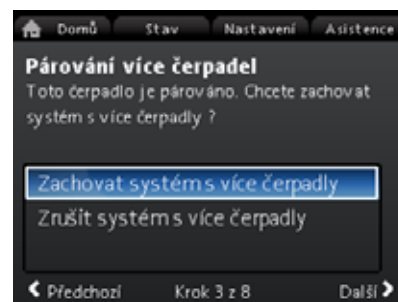 Domů Stav Nastavení Asistence
Párování více čerpadel
Toto čerpadlo je párováno. Chcete zachovat
systém s více čerpadly ?
Zachovat systém s více čerpadly
Zrušit systém s více čerpadly
Předchozí Krok 3 z 8 Další